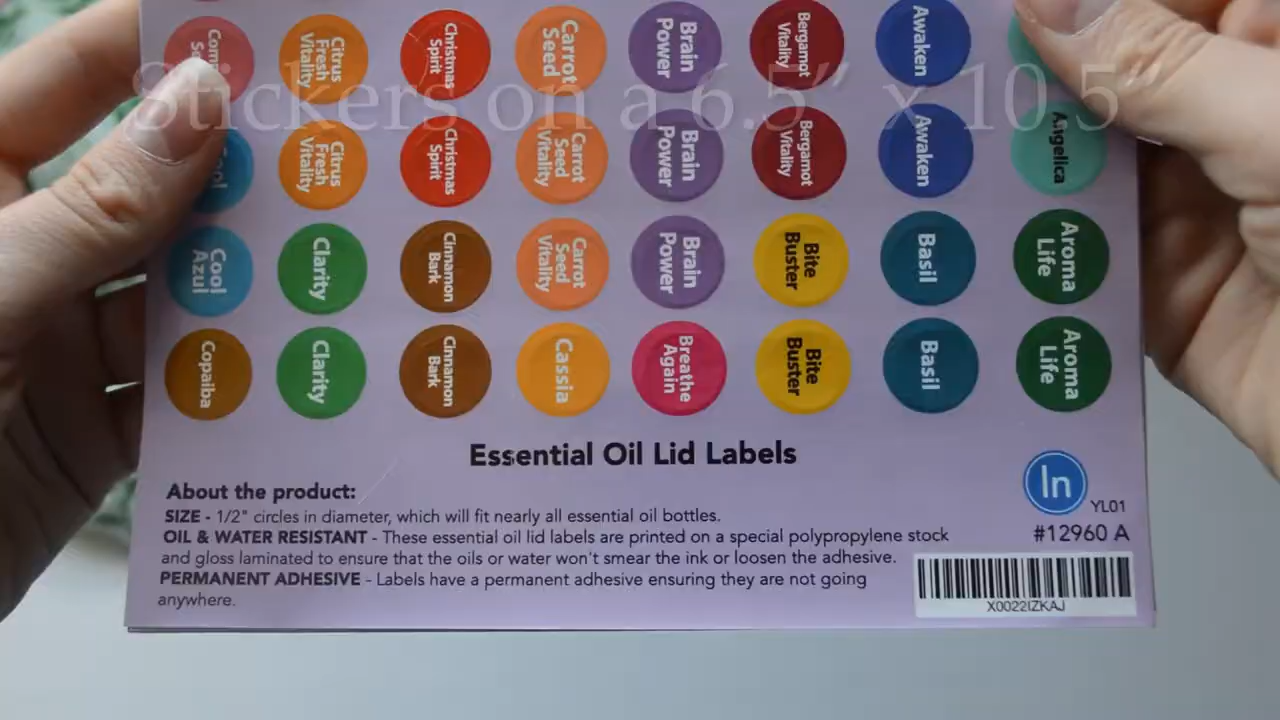 Stickers on a 6.5" x 10.5"
Citrus
Fresh
Vitality
Christmas
Spirit
Carrot
Seed
Brain
Power
Bergamot
Vitality
Awaken
Citrus
Fresh
Vitality
Christmas
Spirit
Carrot
Seed
Vitality
Brain
Power
Bergamot
Vitality
Awaken
Angelica
Cool
Azul
Clarity
Cinnamon
Bark
Carrot
Seed
Vitality
Brain
Power
Bite
Buster
Basil
Aroma
Life
Copaiba
Clarity
Cinnamon
Bark
Cassia
Breathe
Again
Bite
Buster
Basil
Aroma
Life
Essential Oil Lid Labels
In
YL01
#12960 A
About the product:
SIZE - 1/2" circles in diameter, which will fit nearly all essential oil bottles.
OIL & WATER RESISTANT - These essential oil lid labels are printed on a special polypropylene stock
and gloss laminated to ensure that the oils or water won't smear the ink or loosen the adhesive.
PERMANENT ADHESIVE - Labels have a permanent adhesive ensuring they are not going
anywhere.
X0022IZKAJ